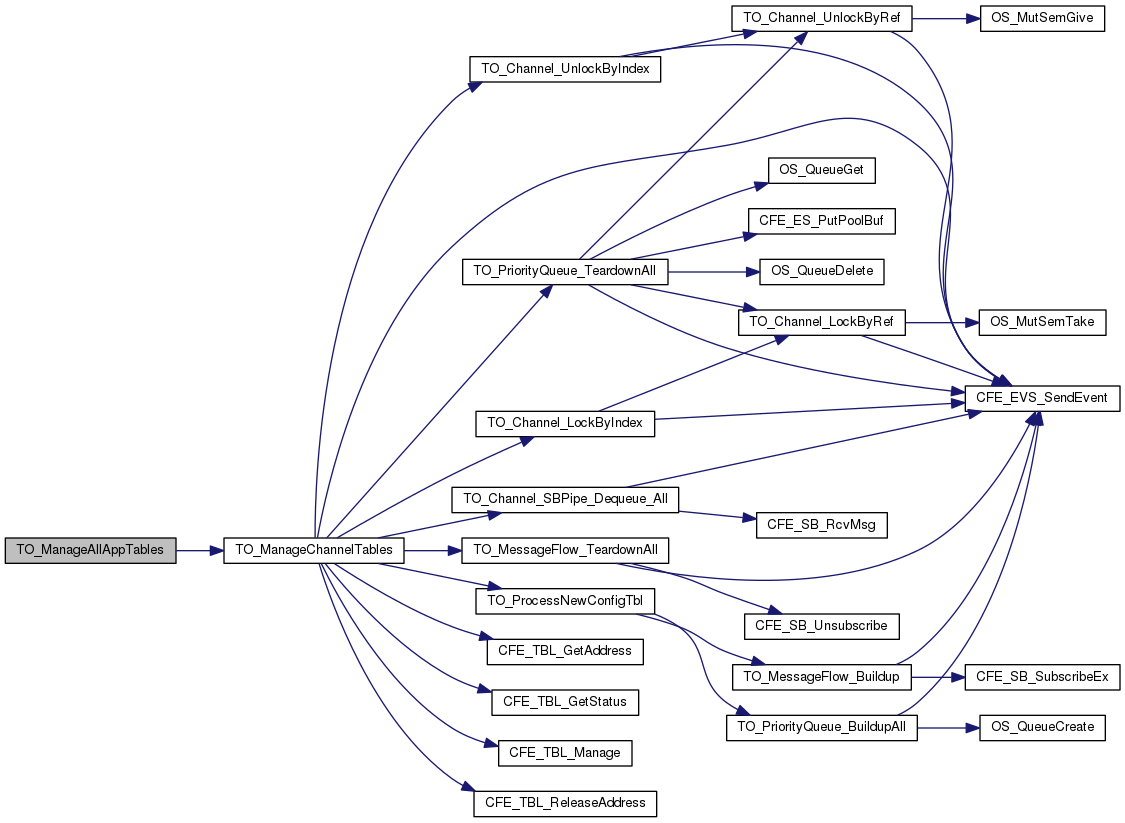 TO_Channel_UnlockByRef
OS_MutSemGive
TO_Channel_UnlockByIndex
OS_QueueGet
CFE_ES_PutPoolBuf
TO_PriorityQueue_TeardownAll
OS_QueueDelete
TO_Channel_LockByRef
OS_MutSemTake
CFE_EVS_SendEvent
TO_Channel_LockByIndex
TO_Channel_SBPipe_Dequeue_All
CFE_SB_RcvMsg
TO_ManageAllAppTables
TO_ManageChannelTables
TO_MessageFlow_TeardownAll
TO_ProcessNewConfigTbl
CFE_SB_Unsubscribe
CFE_TBL_GetAddress
TO_MessageFlow_Buildup
CFE_SB_SubscribeEx
CFE_TBL_GetStatus
TO_PriorityQueue_BuildupAll
OS_QueueCreate
CFE_TBL_Manage
CFE_TBL_ReleaseAddress